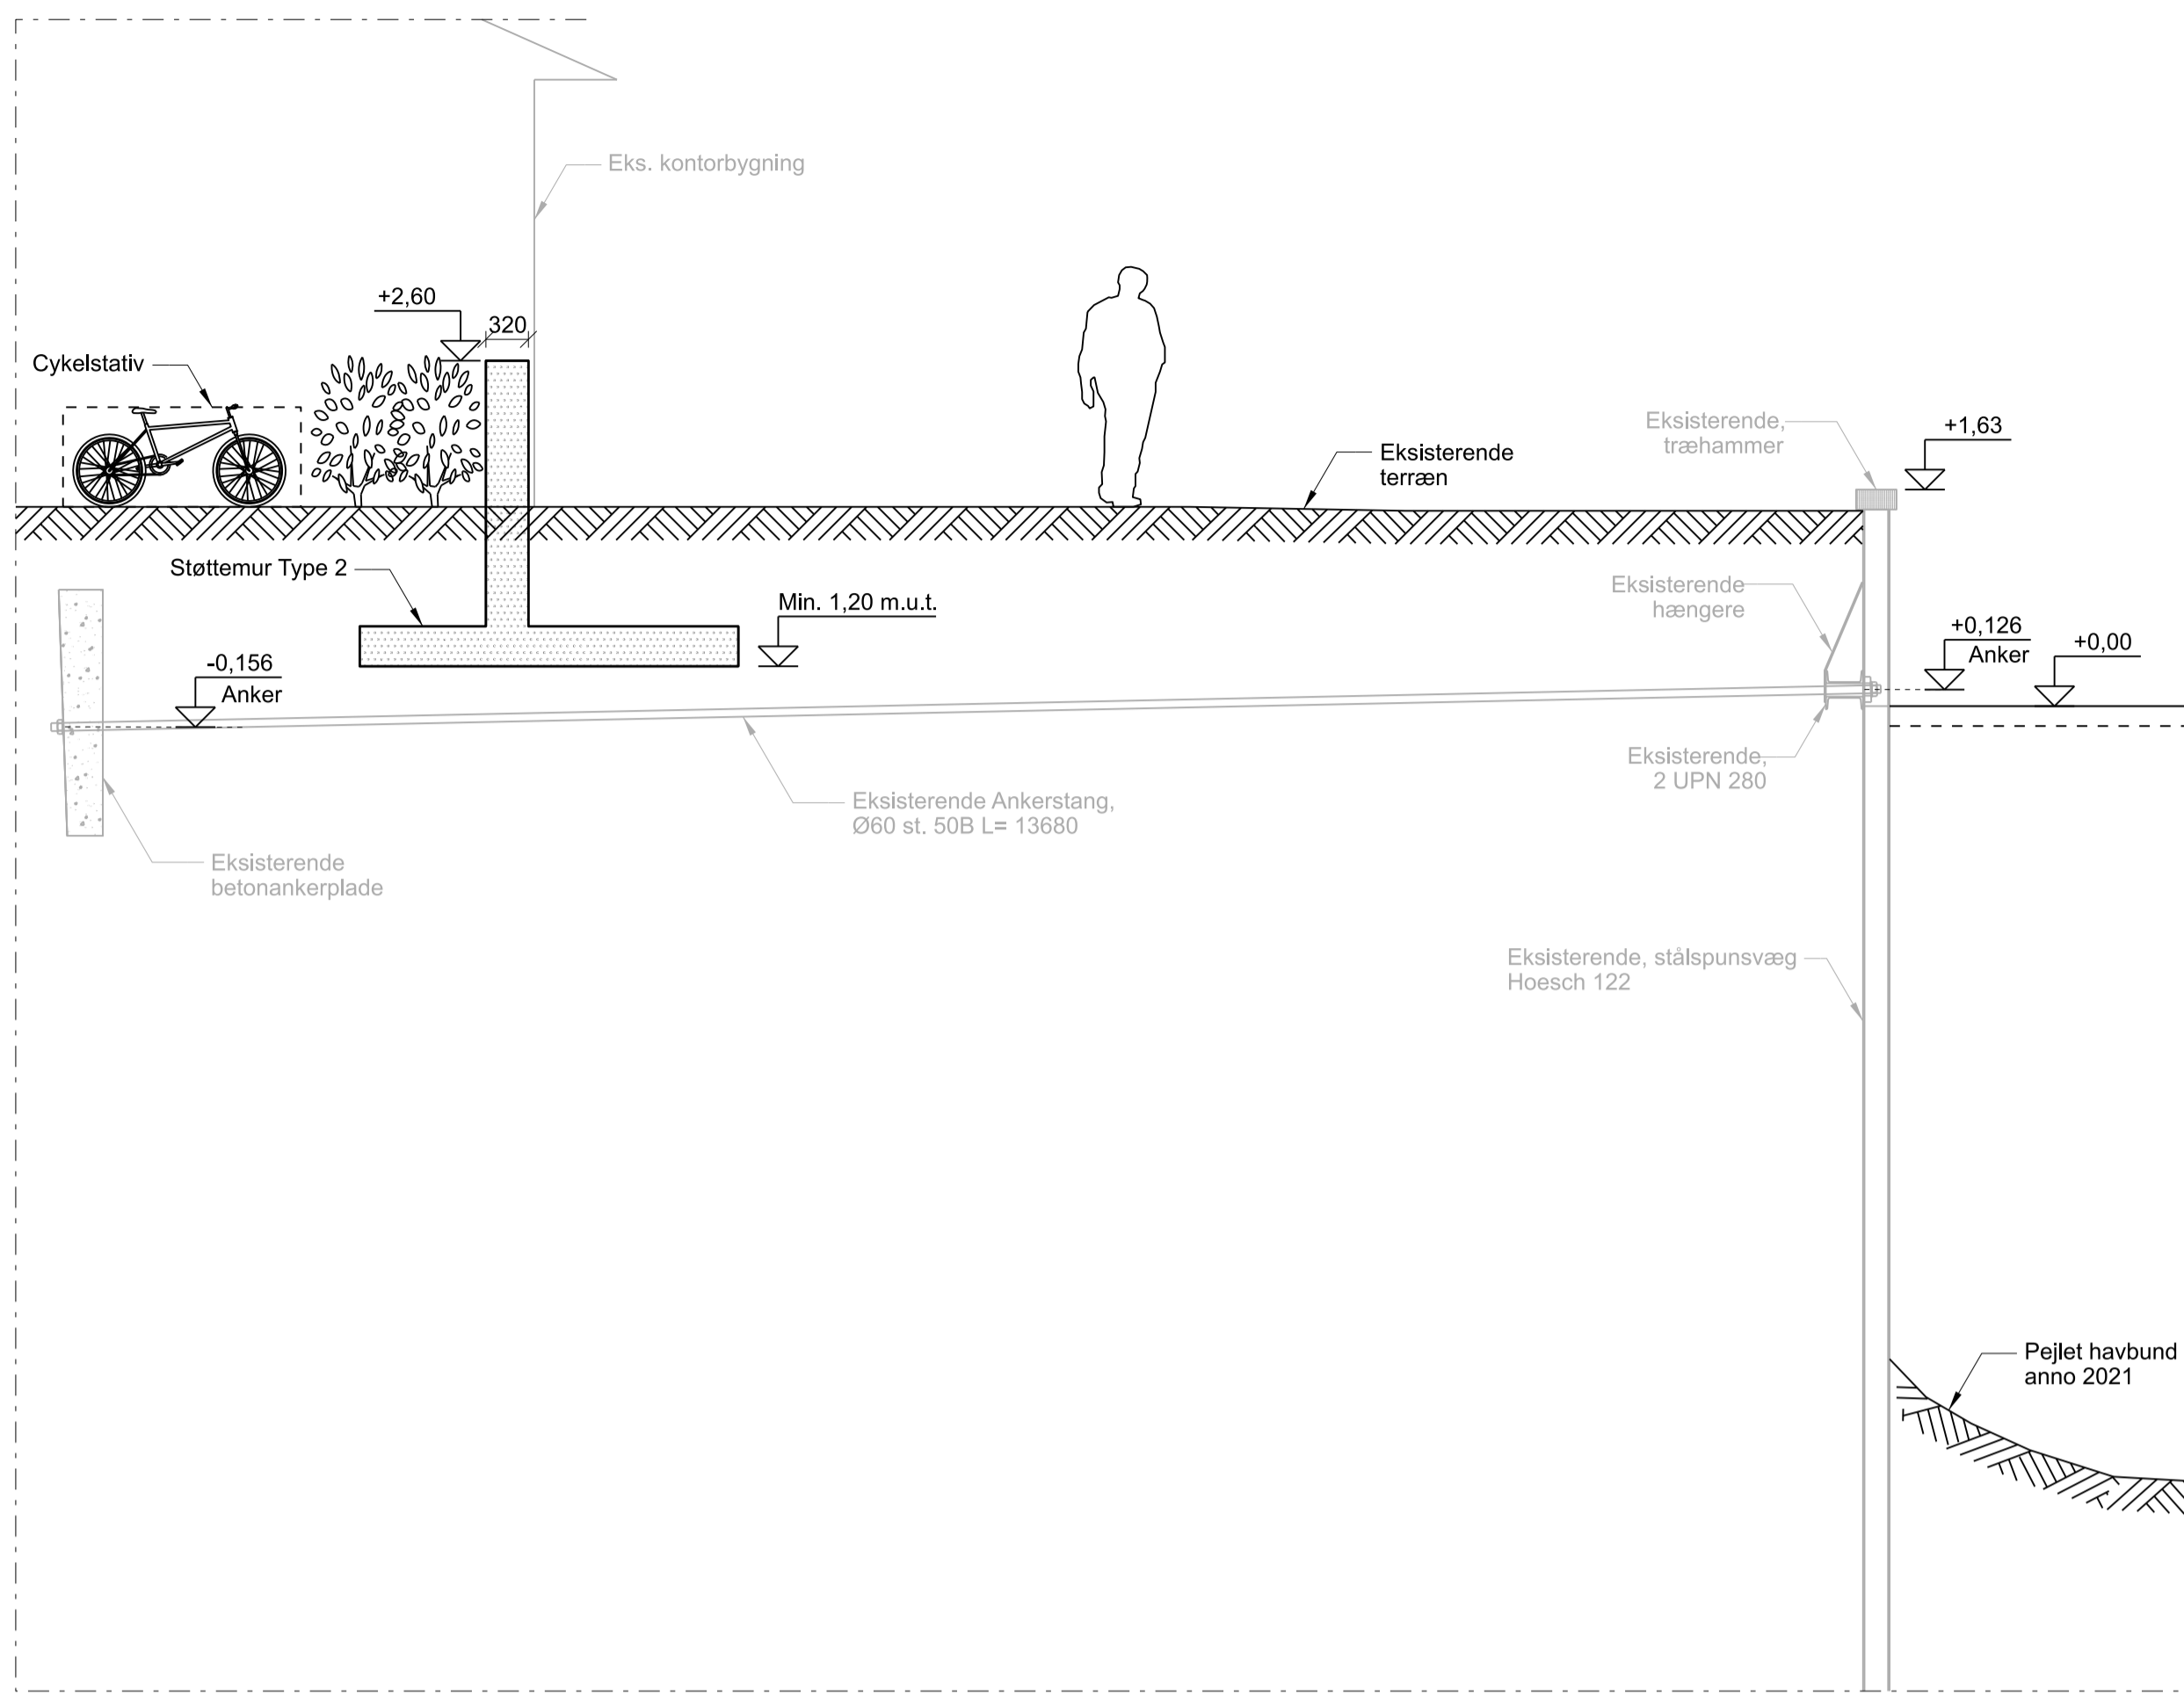 Eks. kontorbygning
+2,60
320
Cykelstativ
Eksisterende,
træhammer
+1,63
Eksisterende
terræn
Støttemur Type 2
Min. 1,20 m.u.t.
Eksisterende
hængere
+0,126
Anker
+0,00
-0,156
Anker
Eksisterende,
2 UPN 280
Eksisterende Ankerstang,
Ø60 st. 50B L= 13680
Eksisterende
betonankerplade
Eksisterende, stålspunsvæg
Hoesch 122
Pejlet havbund
anno 2021